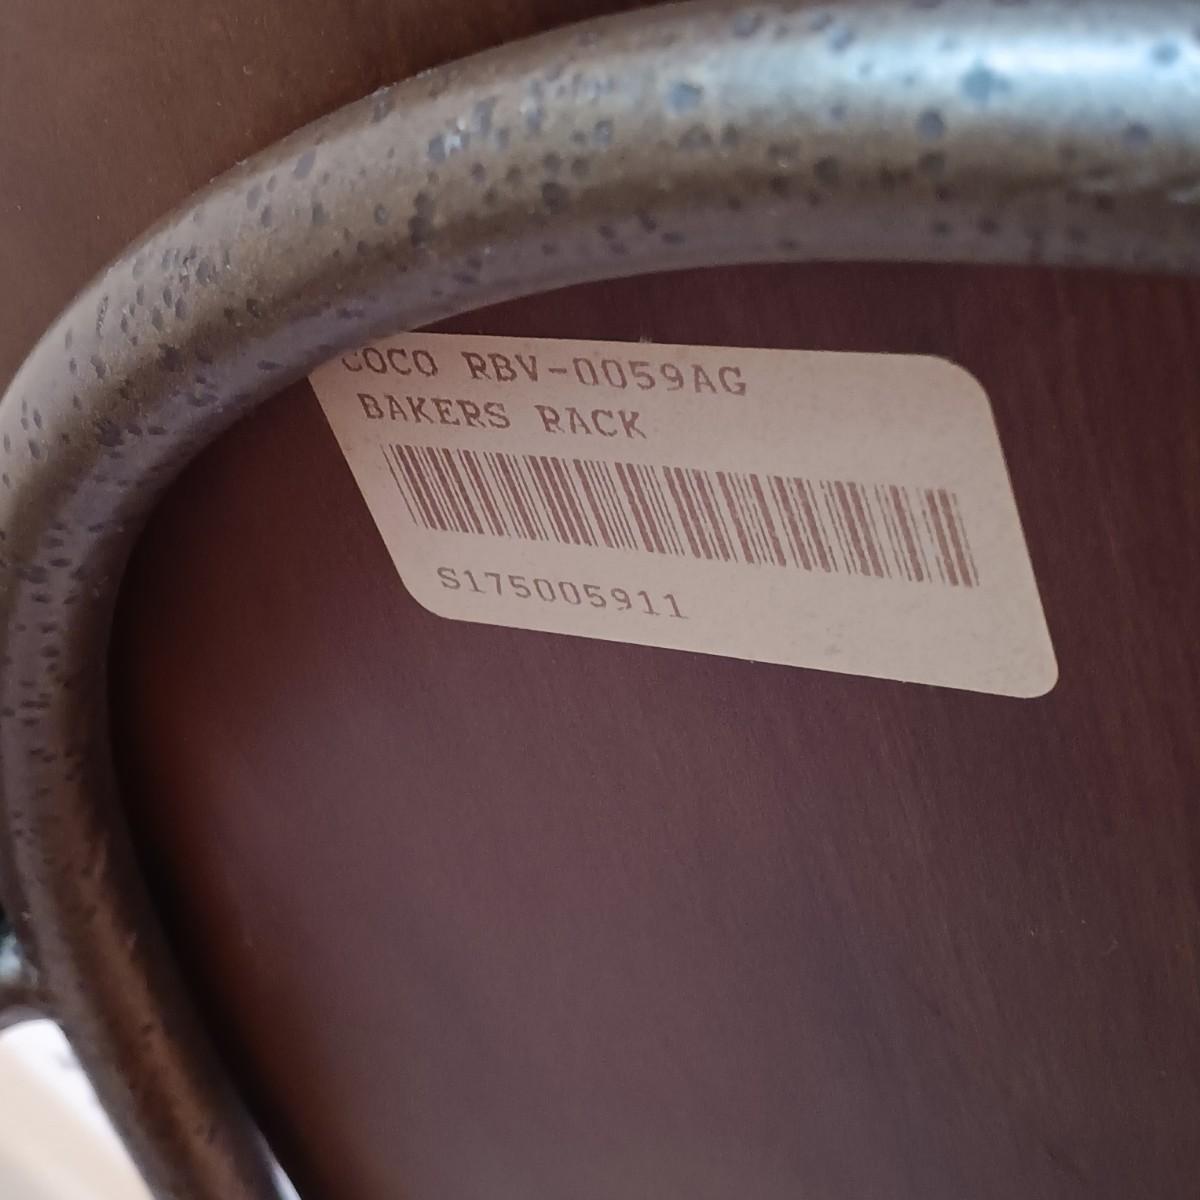 COCO RBV-0059AG
BAKERS RACK
S175005911